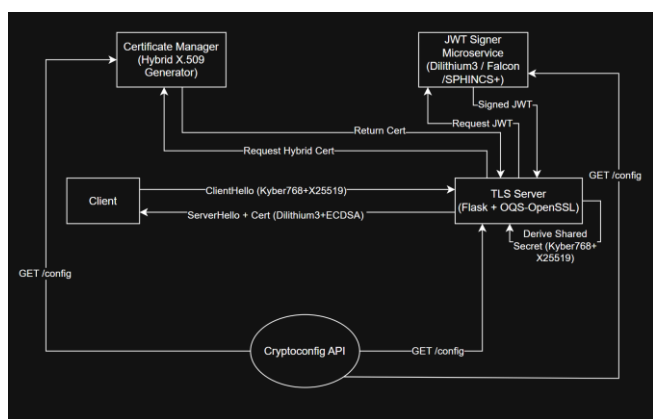 Certificate Manager
(Hybrid X.509
Generator)
JWT Signer
Microservice
(Dilithium3 / Falcon
/SPHINCS+)
Signed JWT
Request JWT
Return Cert
Request Hybrid Cert
GET /config
Client
ClientHello (Kyber768+X25519)
ServerHello + Cert (Dilithium3+ECDSA)
TLS Server
(Flask + OQS-OpenSSL)
Derive Shared
Secret (Kyber768+
X25519)
GET /config
Cryptoconfig API
GET /config